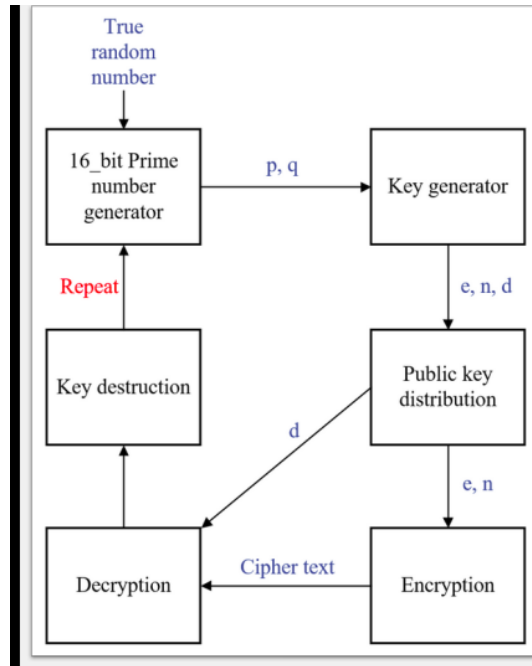 True
random
number
16_bit Prime
number
generator
p, q
Key generator
Repeat
e, n, d
Key destruction
Public key
distribution
d
e, n
Decryption
Cipher text
Encryption